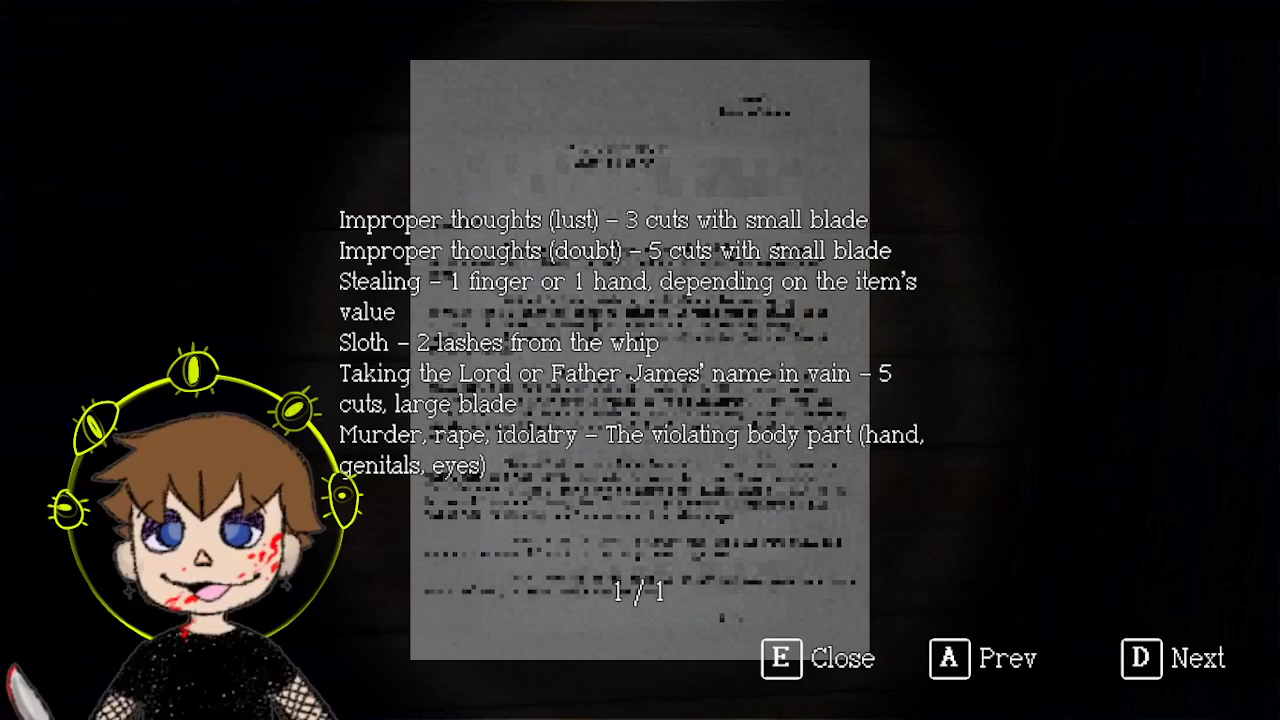 Improper thoughts (lust) – 3 cuts with small blade
Improper thoughts (doubt) – 5 cuts with small blade
Stealing – 1 finger or 1 hand, depending on the item's
value
Sloth – 2 lashes from the whip
Taking the Lord or Father James' name in vain – 5
cuts, large blade
Murder, rape, idolatry – The violating body part (hand,
genitals, eyes)
1 / 1
E Close A Prev D Next